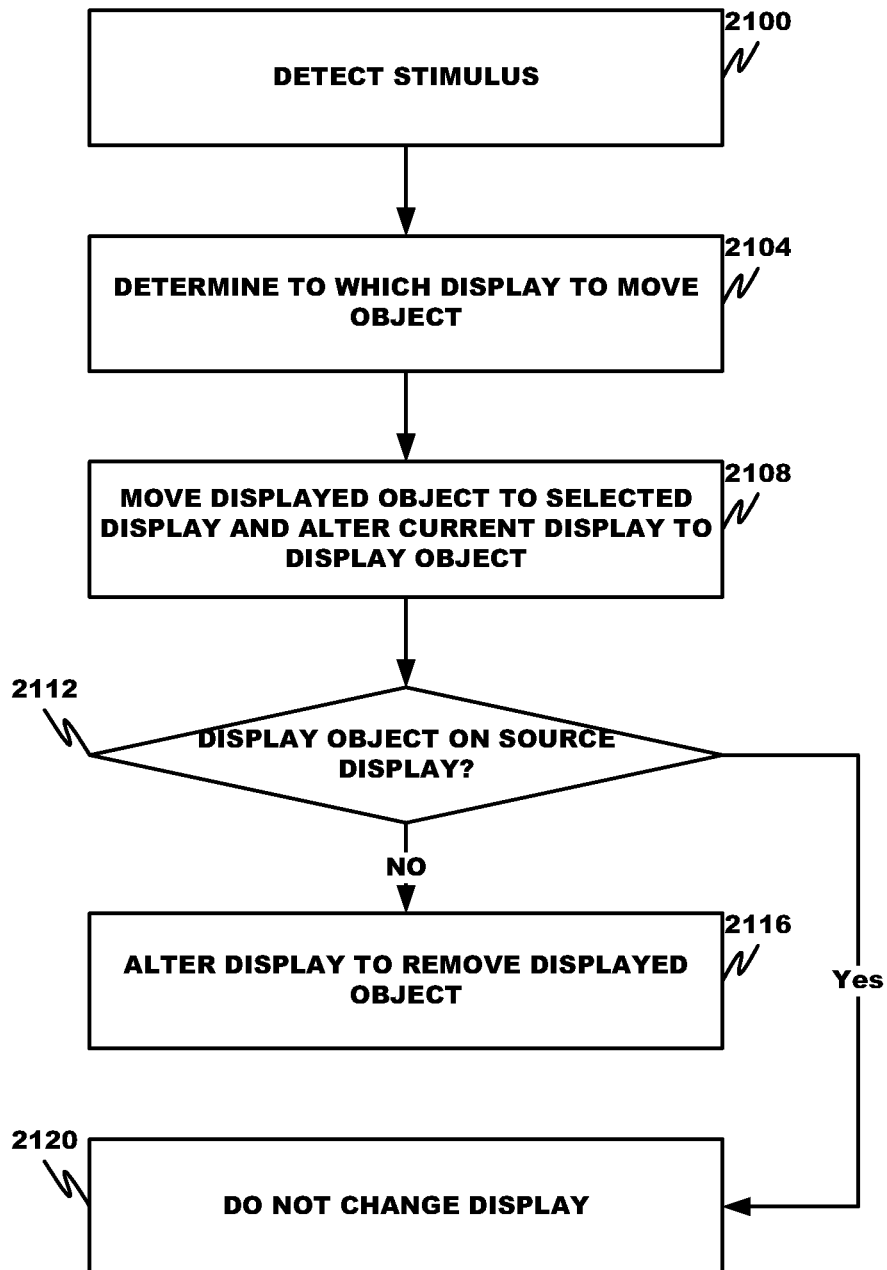 2100
DETECT STIMULUS
2104
DETERMINE TO WHICH DISPLAY TO MOVE
OBJECT
2108
MOVE DISPLAYED OBJECT TO SELECTED
DISPLAY AND ALTER CURRENT DISPLAY TO
DISPLAY OBJECT
2112
DISPLAY OBJECT ON SOURCE
DISPLAY?
NO
2116
ALTER DISPLAY TO REMOVE DISPLAYED
OBJECT
Yes
2120
DO NOT CHANGE DISPLAY